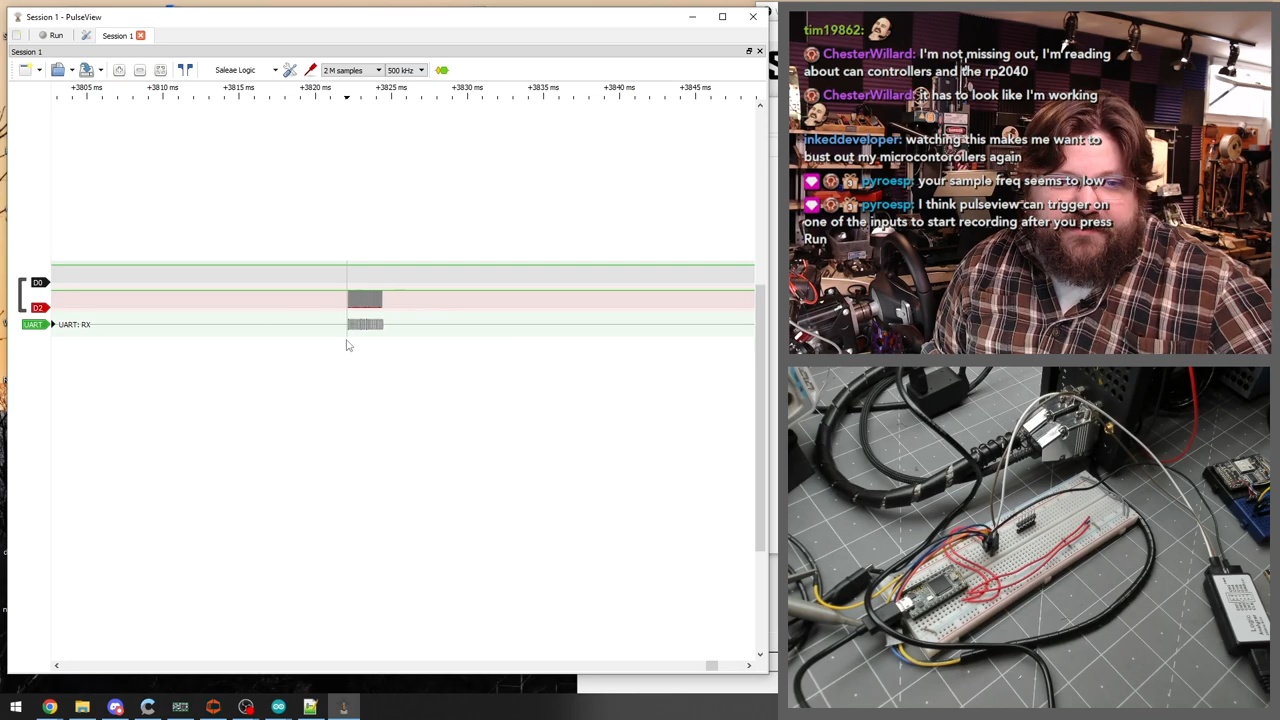 Session 1 - PulseView
Run
Session 1
Session 1
Saleae Logic
2 M samples
500 kHz
+3805 ms
+3810 ms
+3815 ms
+3820 ms
+3825 ms
+3830 ms
+3835 ms
+3840 ms
+3845 ms
D0
D2
UART
UART: RX
tim19862:
ChesterWillard: I'm not missing out, I'm reading
about can controllers and the rp2040
ChesterWillard: it has to look like I'm working
inkeddeveloper: watching this makes me want to
bust out my microcontorollers again
pyroesp: your sample freq seems to low
pyroesp: I think pulseview can trigger on
one of the inputs to start recording after you press
Run
Logic